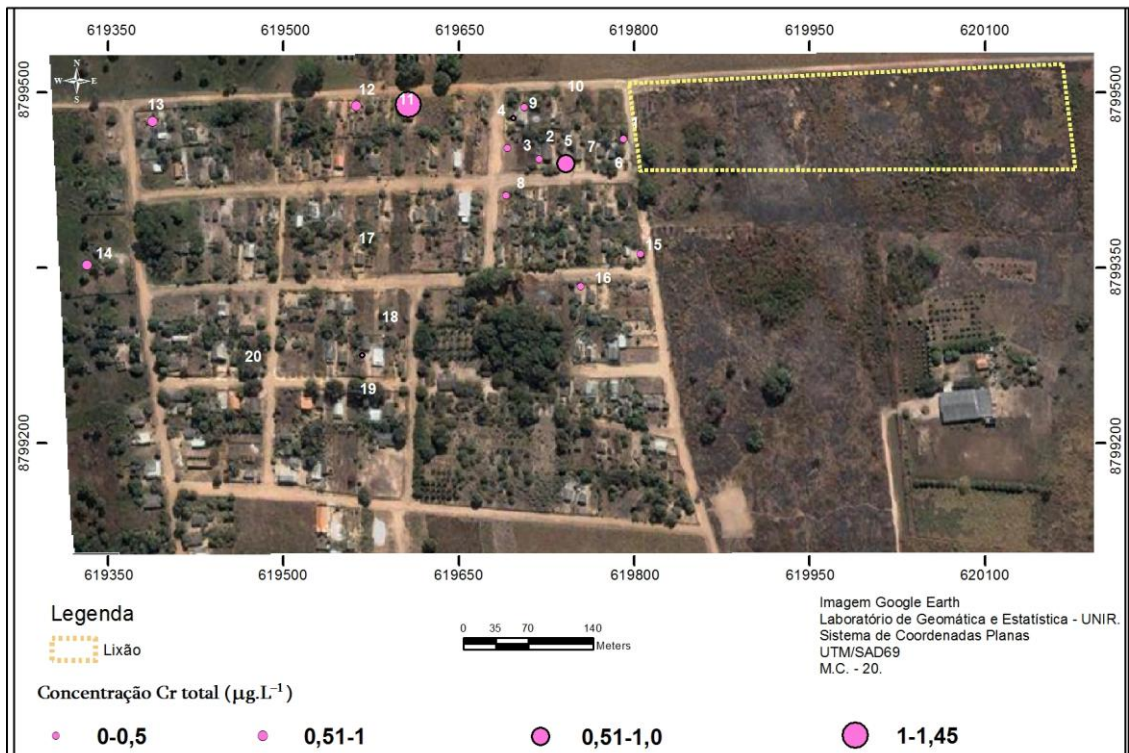 619350 619500 619650 619800 619950 620100
8799500 8799500
N
W E
S
13 12 11 4 9 10
3 2 5 7 6 1
8
14 17 15
8799350
16
18
20
19
8799200 8799200
619350 619500 619650 619800 619950 620100
Legenda
Lixão
0 35 70 140
Meters
Imagem Google Earth
Laboratório de Geomática e Estatística - UNIR.
Sistema de Coordenadas Planas
UTM/SAD69
M.C. - 20.
Concentração Cr total (µg.L⁻¹)
0-0,5 0,51-1 0,51-1,0 1-1,45